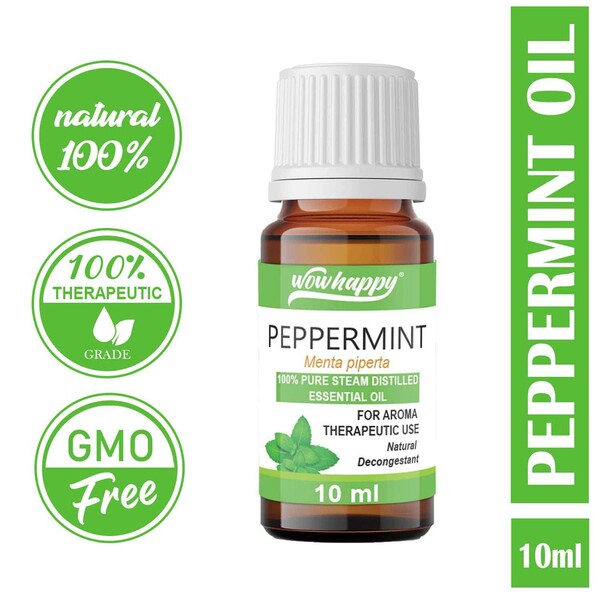 natural
100%
100%
THERAPEUTIC
GRADE
GMO
Free
wowhappy®
PEPPERMINT
Menta piperta
100% PURE STEAM DISTILLED
ESSENTIAL OIL
FOR AROMA
THERAPEUTIC USE
Natural
Decongestant
10 ml
PEPPERMINT OIL
10ml